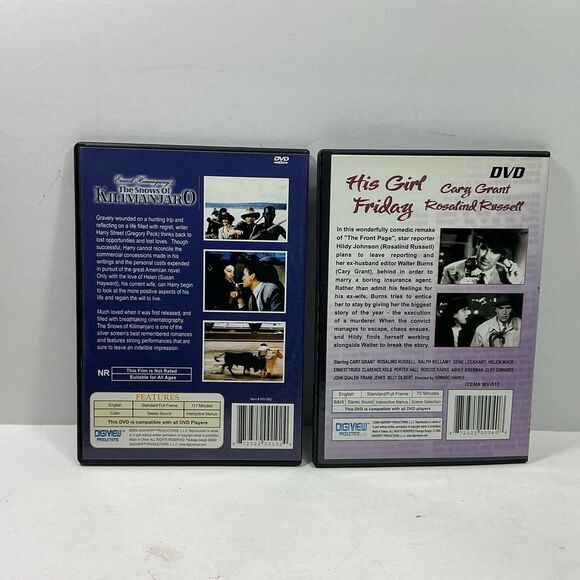 DVD
Ernest Hemingway's
The Snows Of
KILIMANJARO
Gravely wounded on a hunting trip and
reflecting on a life filled with regret, writer
Harry Street (Gregory Peck) thinks back to
lost opportunities and lost loves. Though
successful, Harry cannot reconcile the
commercial concessions made in his
writings and the personal costs expended
in pursuit of the great American novel.
Only with the love of Helen (Susan
Hayward), his current wife, can Harry begin
to look at the more positive aspects of his
life and regain the will to live.
Much loved when it was first released, and
filled with breathtaking cinematography,
The Snows of Kilimanjaro is one of the
silver screen's best remembered romances
and features strong performances that are
sure to leave an indelible impression.
NR
This Film is Not Rated
Suitable for All Ages
FEATURES
English Standard/Full Frame 117 Minutes
Color Stereo Sound Interactive Menus
This DVD is compatible with all DVD Players
DIGIVIEW
PRODUCTIONS
DVD
His Girl
Friday
Cary Grant
Rosalind Russell
In this wonderfully comedic remake
of "The Front Page", star reporter
Hildy Johnson (Rosalind Russell)
plans to leave reporting and
her ex-husband editor Walter Burns
(Cary Grant), behind in order to
marry a boring insurance agent.
Rather than admit his feelings for
his ex-wife, Burns tries to entice
her to stay by giving her the biggest
story of the year - the execution
of a murderer. When the convict
manages to escape, chaos ensues,
and Hildy finds herself working
alongside Walter to break the story.
Starring CARY GRANT ROSALIND RUSSELL RALPH BELLAMY GENE LOCKHART HELEN MACK
ERNEST TRUEX CLARENCE KOLB PORTER HALL ROSCOE KARNS ABNER BIBERMAN CLIFF EDWARDS
JOHN QUALEN FRANK JENKS BILLY GILBERT Directed by HOWARD HAWKS
ITEM# MV-517
English Standard/Full Frame 70 Minutes
B&W Stereo Sound Interactive Menus Scene Selection
This DVD is compatible with all DVD players
DIGIVIEW
PRODUCTIONS